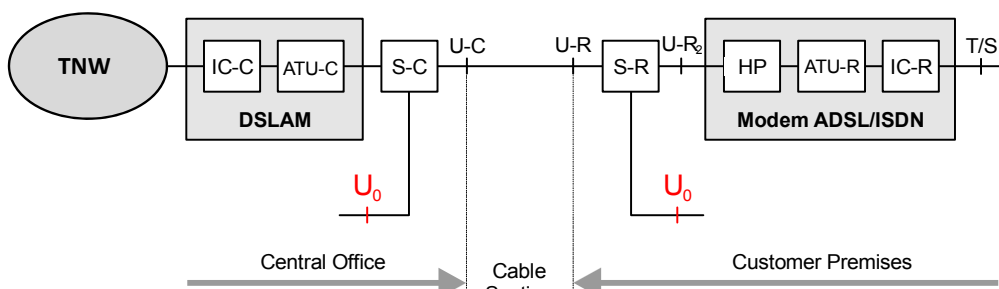 U-C
U-R
U-R2
T/S
TNW
IC-C
ATU-C
S-C
S-R
HP
ATU-R
IC-R
DSLAM
Modem ADSL/ISDN
U0
U0
Central Office
Cable
Customer Premises